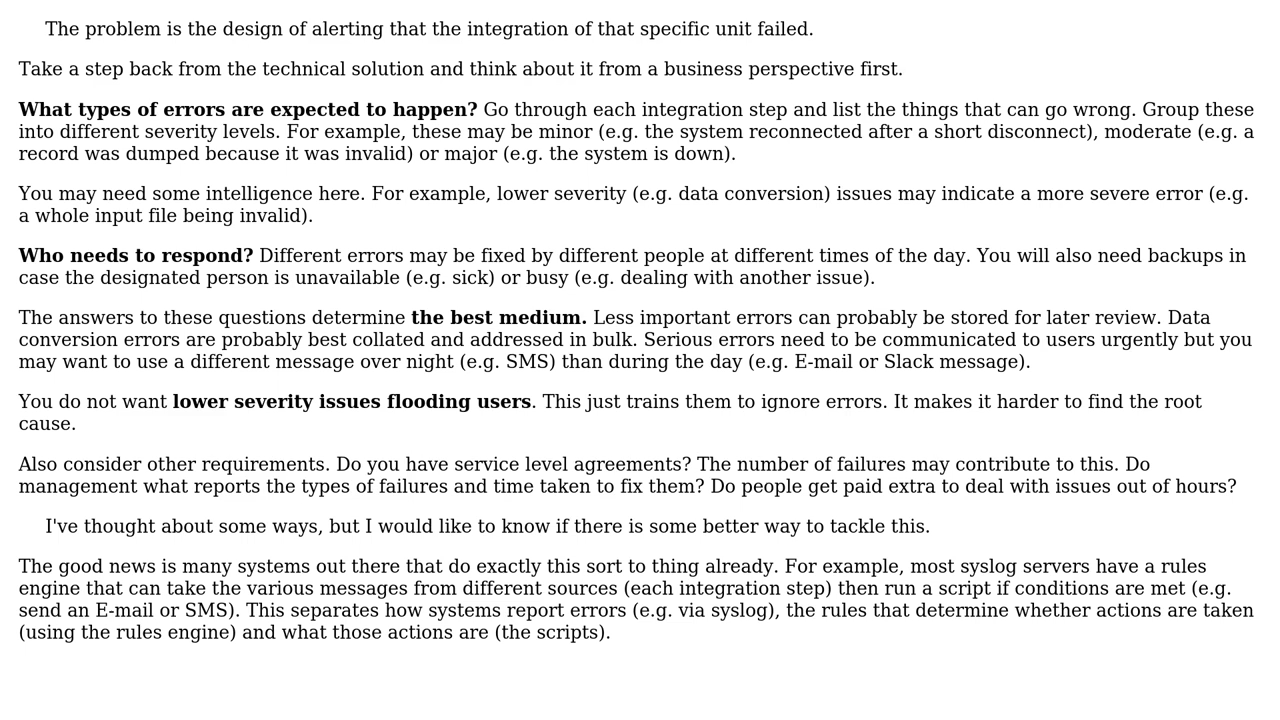 The problem is the design of alerting that the integration of that specific unit failed.
Take a step back from the technical solution and think about it from a business perspective first.
What types of errors are expected to happen? Go through each integration step and list the things that can go wrong. Group these
into different severity levels. For example, these may be minor (e.g. the system reconnected after a short disconnect), moderate (e.g. a
record was dumped because it was invalid) or major (e.g. the system is down).
You may need some intelligence here. For example, lower severity (e.g. data conversion) issues may indicate a more severe error (e.g.
a whole input file being invalid).
Who needs to respond? Different errors may be fixed by different people at different times of the day. You will also need backups in
case the designated person is unavailable (e.g. sick) or busy (e.g. dealing with another issue).
The answers to these questions determine the best medium. Less important errors can probably be stored for later review. Data
conversion errors are probably best collated and addressed in bulk. Serious errors need to be communicated to users urgently but you
may want to use a different message over night (e.g. SMS) than during the day (e.g. E-mail or Slack message).
You do not want lower severity issues flooding users. This just trains them to ignore errors. It makes it harder to find the root
cause.
Also consider other requirements. Do you have service level agreements? The number of failures may contribute to this. Do
management what reports the types of failures and time taken to fix them? Do people get paid extra to deal with issues out of hours?
I've thought about some ways, but I would like to know if there is some better way to tackle this.
The good news is many systems out there that do exactly this sort to thing already. For example, most syslog servers have a rules
engine that can take the various messages from different sources (each integration step) then run a script if conditions are met (e.g.
send an E-mail or SMS). This separates how systems report errors (e.g. via syslog), the rules that determine whether actions are taken
(using the rules engine) and what those actions are (the scripts).